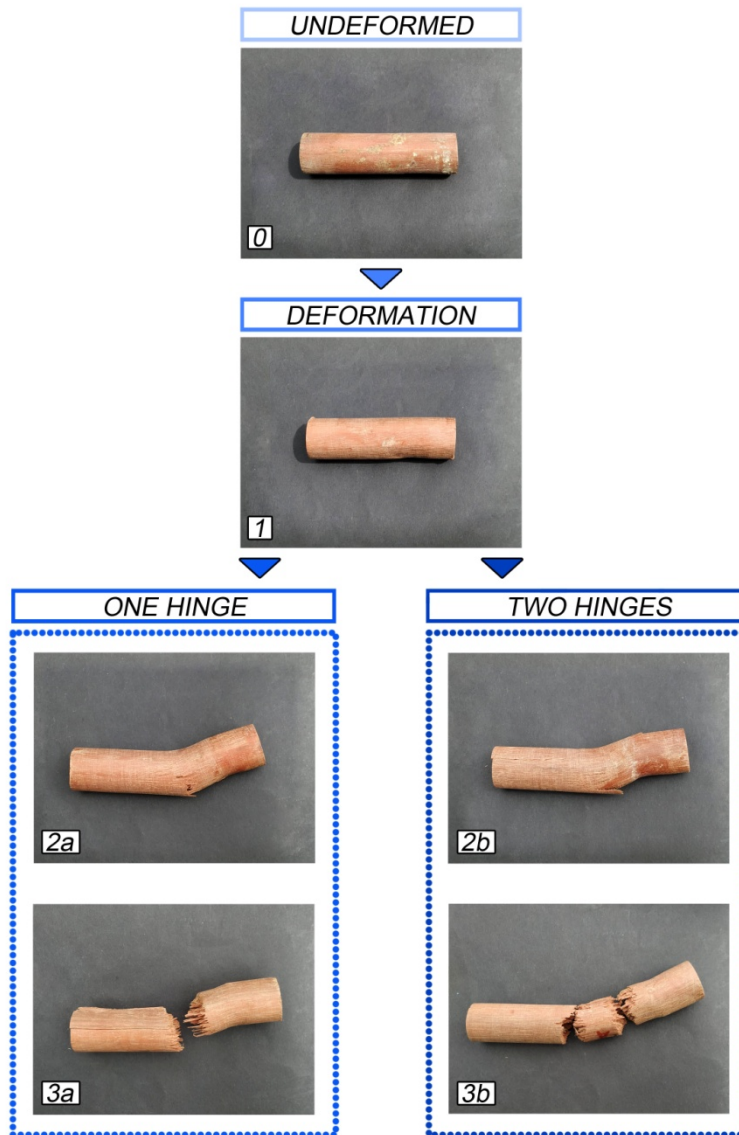 UNDEFORMED
0
DEFORMATION
1
ONE HINGE
TWO HINGES
2a
2b
3a
3b